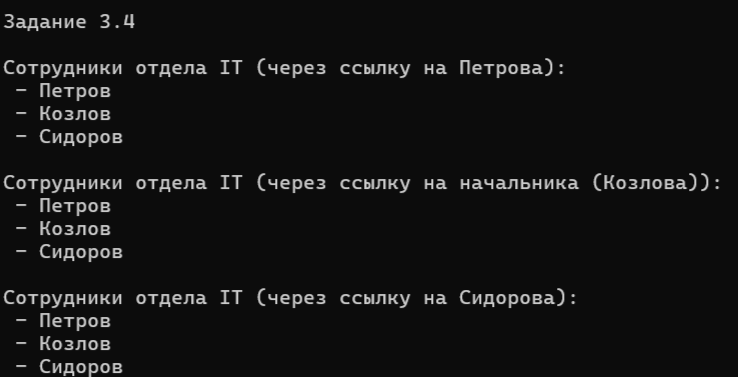 Задание 3.4
Сотрудники отдела IT (через ссылку на Петрова):
- Петров
- Козлов
- Сидоров
Сотрудники отдела IT (через ссылку на начальника (Козлова)):
- Петров
- Козлов
- Сидоров
Сотрудники отдела IT (через ссылку на Сидорова):
- Петров
- Козлов
- Сидоров